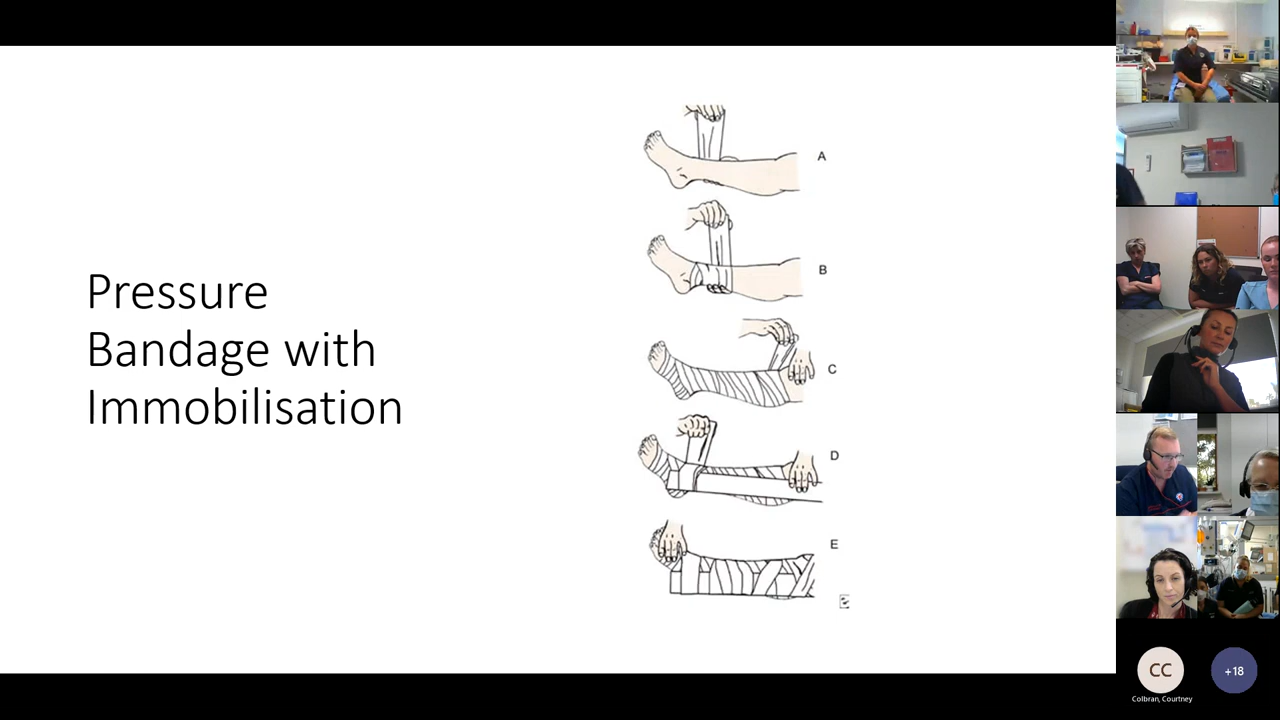 Pressure
Bandage with
Immobilisation
A
B
C
D
E
CC
+18
Colbran, Courtney